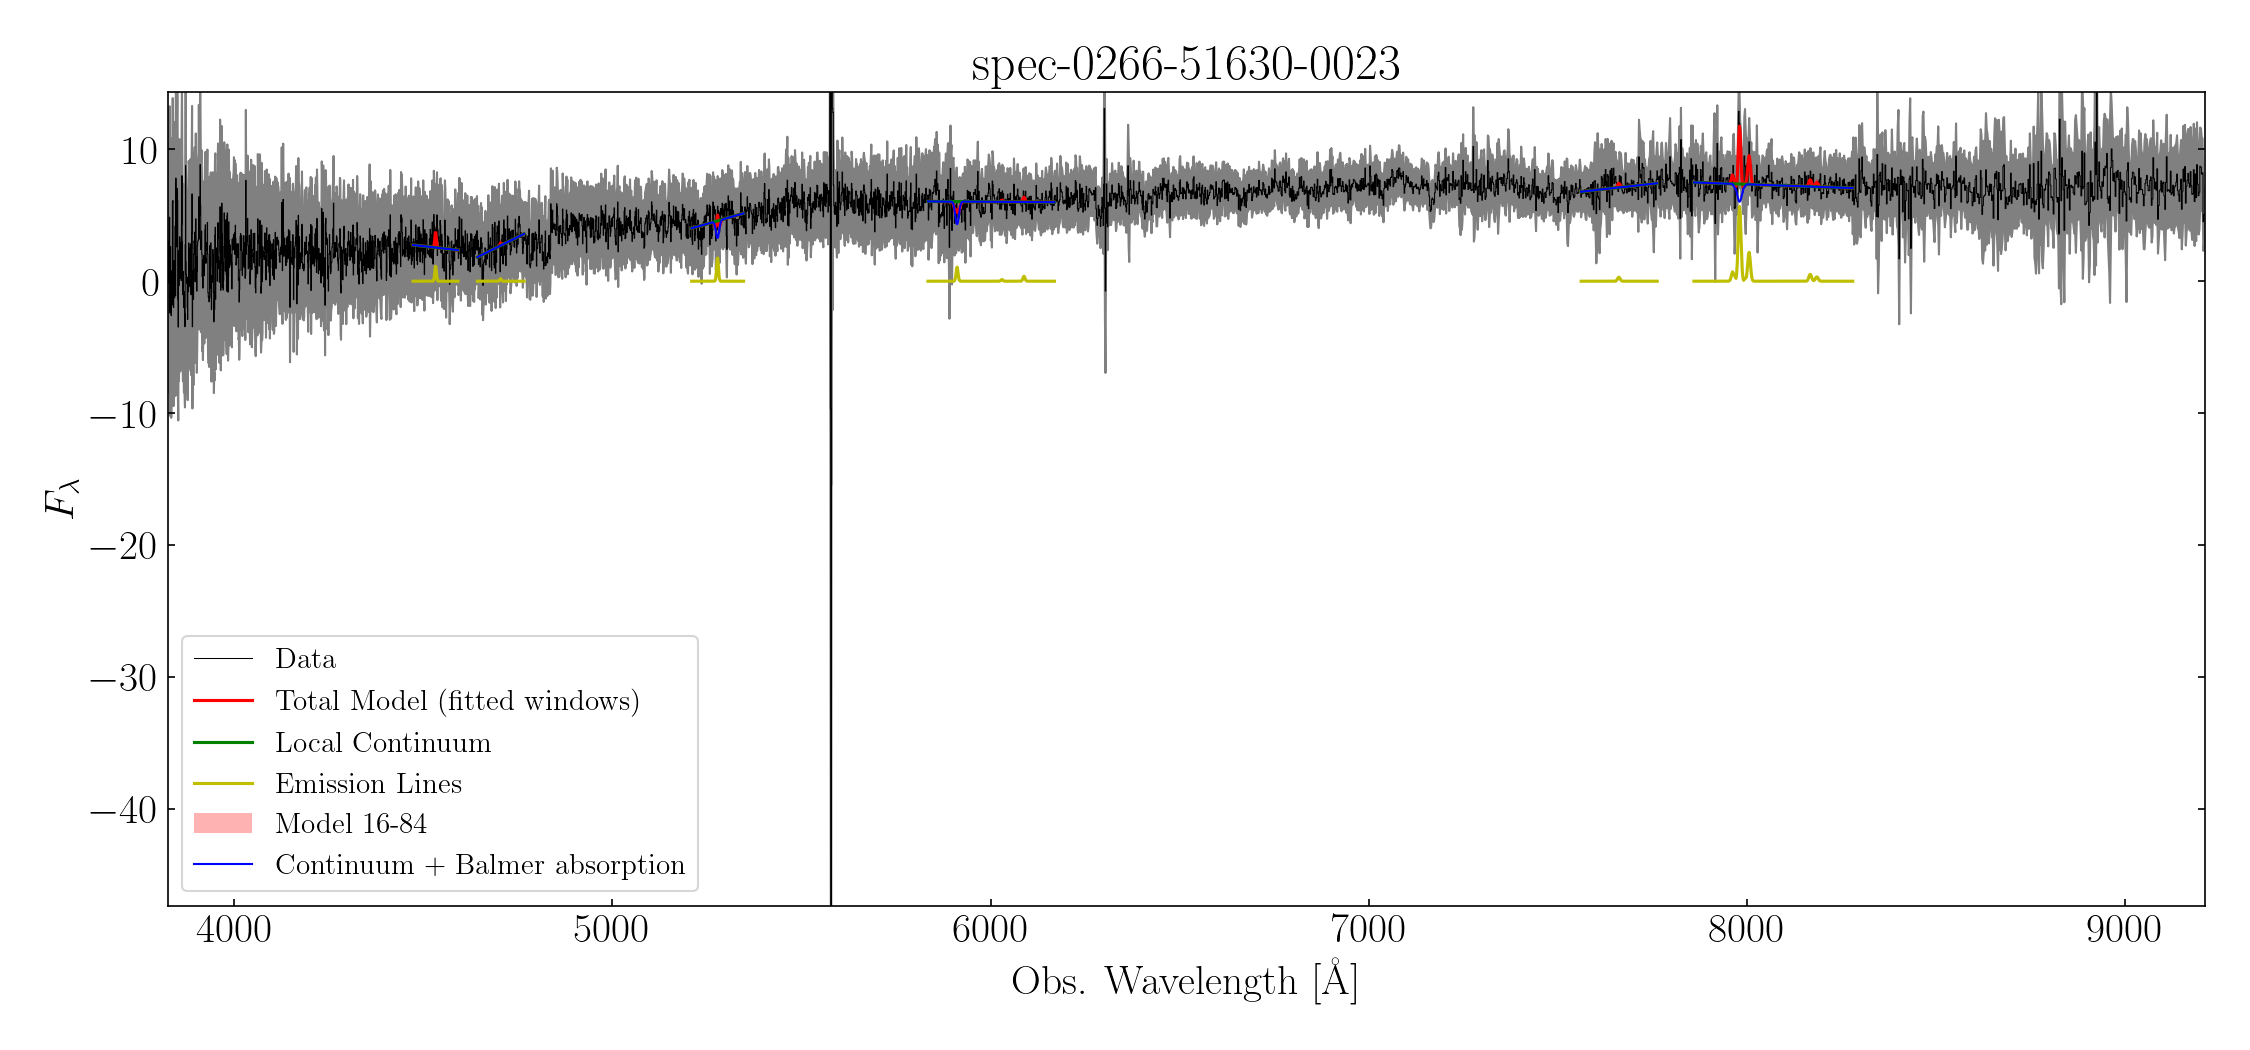 spec-0266-51630-0023
10
0
−10
−20
−30
−40
F_λ
Data
Total Model (fitted windows)
Local Continuum
Emission Lines
Model 16-84
Continuum + Balmer absorption
4000 5000 6000 7000 8000 9000
Obs. Wavelength [Å]